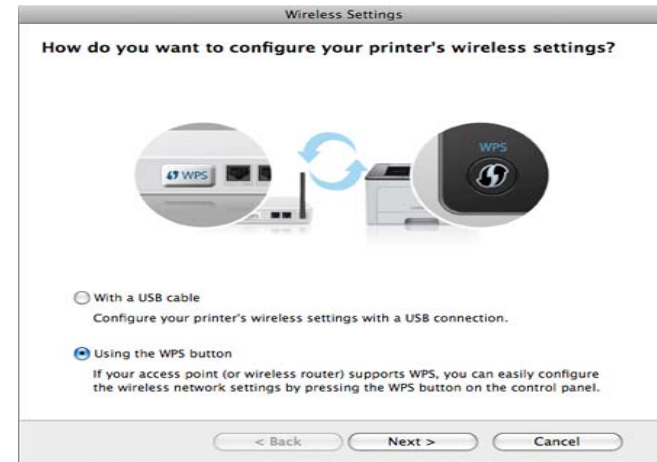 Wireless Settings
How do you want to configure your printer's wireless settings?
WPS
WPS
With a USB cable
Configure your printer's wireless settings with a USB connection.
Using the WPS button
If your access point (or wireless router) supports WPS, you can easily configure
the wireless network settings by pressing the WPS button on the control panel.
< Back Next > Cancel